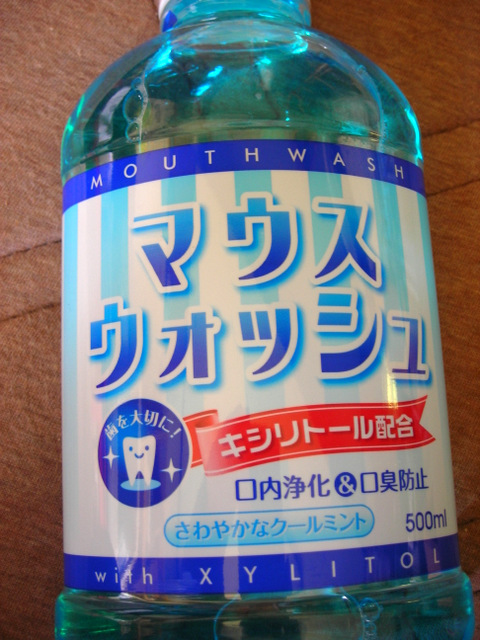 MOUTHWASH
マウス
ウォッシュ
歯を大切に!
キシリトール配合
口内浄化&口臭防止
さわやかなクールミント
500ml
with XYLITOL